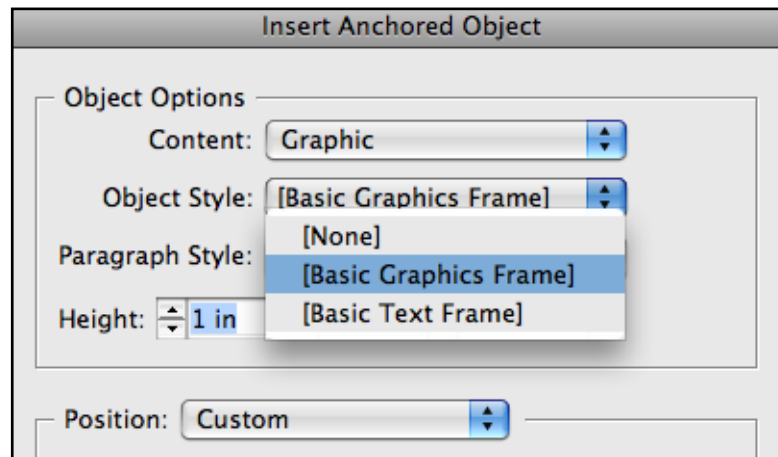 Insert Anchored Object
Object Options
Content: Graphic
Object Style: [Basic Graphics Frame]
[None]
Paragraph Style:
[Basic Graphics Frame]
Height: 1 in
[Basic Text Frame]
Position: Custom